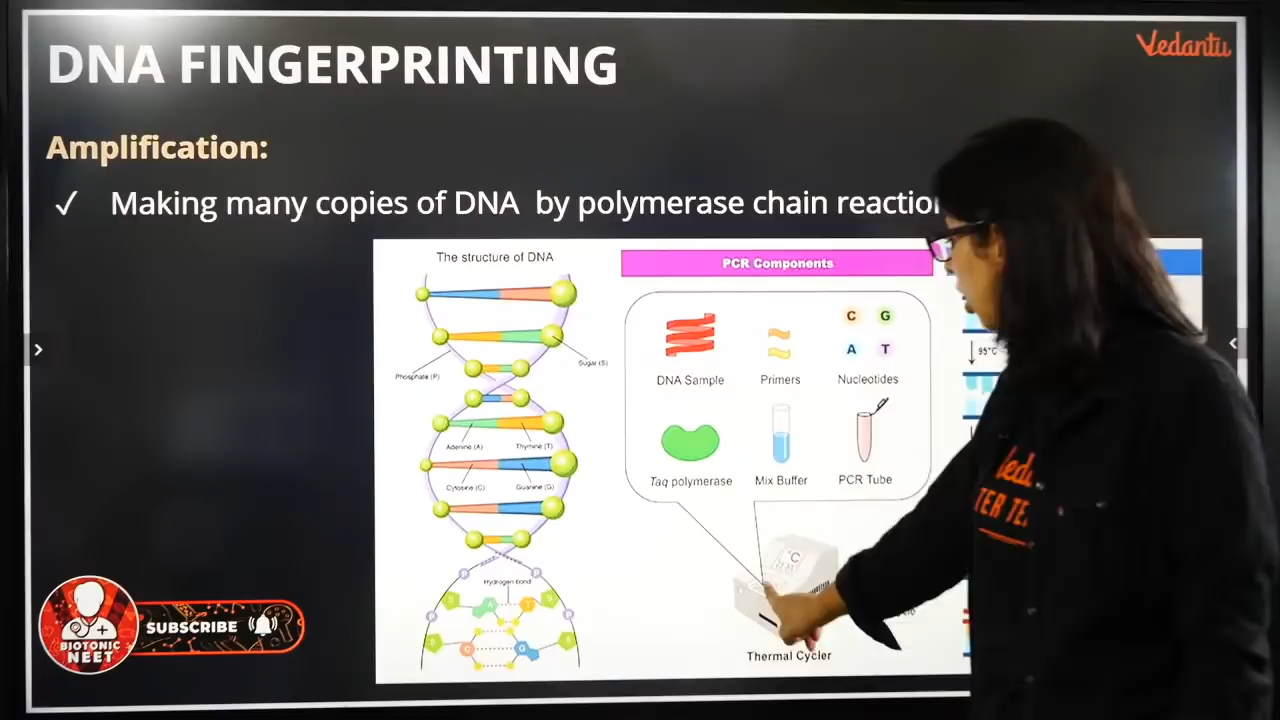 DNA FINGERPRINTING
Vedantu
Amplification:
✓ Making many copies of DNA by polymerase chain reaction
The structure of DNA
Phosphate (P)
Sugar (S)
Adenine (A)
Thymine (T)
Cytosine (C)
Guanine (G)
Hydrogen bond
P
P
S
A
T
S
P
P
S
C
G
S
PCR Components
C G
A T
DNA Sample
Primers
Nucleotides
Taq polymerase
Mix Buffer
PCR Tube
°C
Thermal Cycler
95°C
SUBSCRIBE
BIOTONIC
NEET